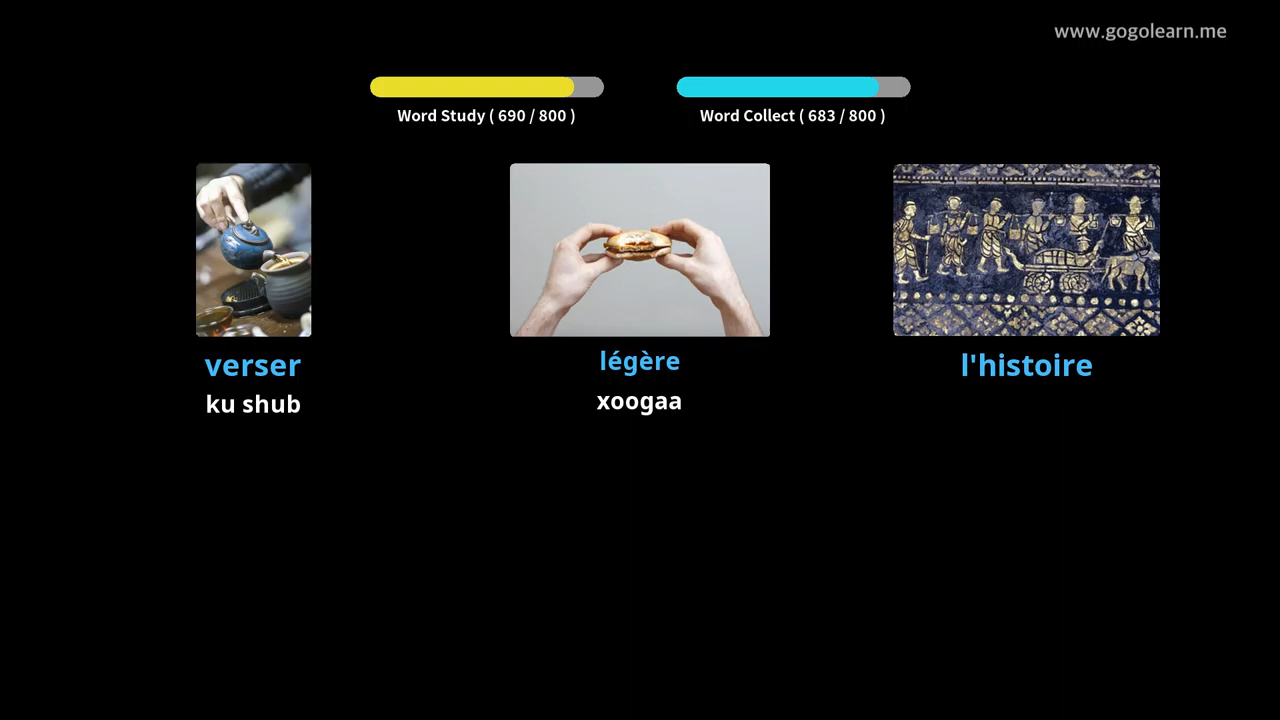 www.gogolearn.me
Word Study ( 690 / 800 )
Word Collect ( 683 / 800 )
verser
ku shub
légère
xoogaa
l'histoire